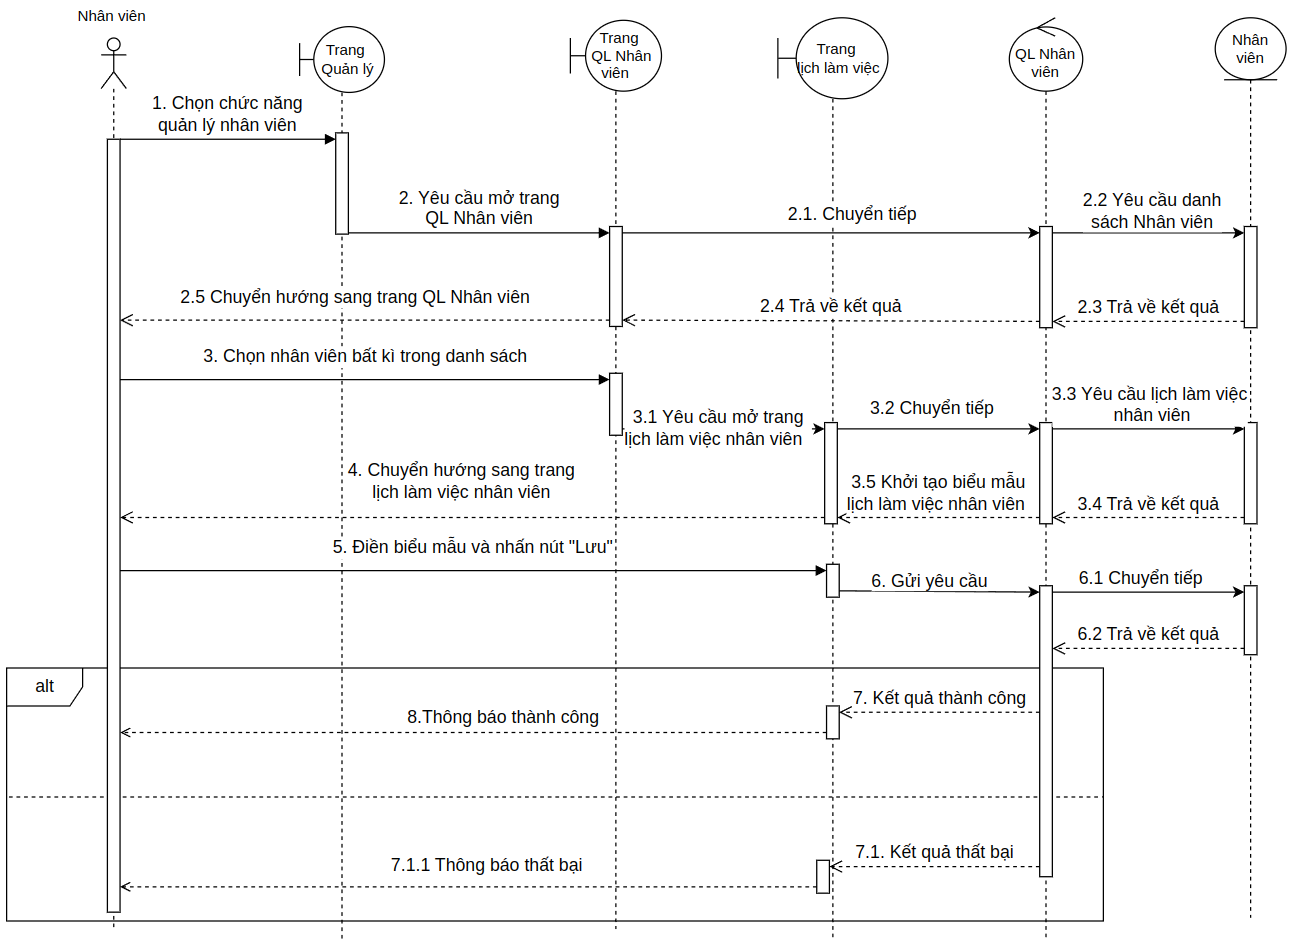 Nhân viên
Trang
Quản lý
Trang
QL Nhân
viên
Trang
lịch làm việc
QL Nhân
viên
Nhân
viên
1. Chọn chức năng
quản lý nhân viên
2. Yêu cầu mở trang
QL Nhân viên
2.1. Chuyển tiếp
2.2 Yêu cầu danh
sách Nhân viên
2.5 Chuyển hướng sang trang QL Nhân viên
2.4 Trả về kết quả
2.3 Trả về kết quả
3. Chọn nhân viên bất kì trong danh sách
3.1 Yêu cầu mở trang
lịch làm việc nhân viên
3.2 Chuyển tiếp
3.3 Yêu cầu lịch làm việc
nhân viên
4. Chuyển hướng sang trang
lịch làm việc nhân viên
3.5 Khởi tạo biểu mẫu
lịch làm việc nhân viên
3.4 Trả về kết quả
5. Điền biểu mẫu và nhấn nút "Lưu"
6. Gửi yêu cầu
6.1 Chuyển tiếp
6.2 Trả về kết quả
alt
7. Kết quả thành công
8.Thông báo thành công
7.1. Kết quả thất bại
7.1.1 Thông báo thất bại